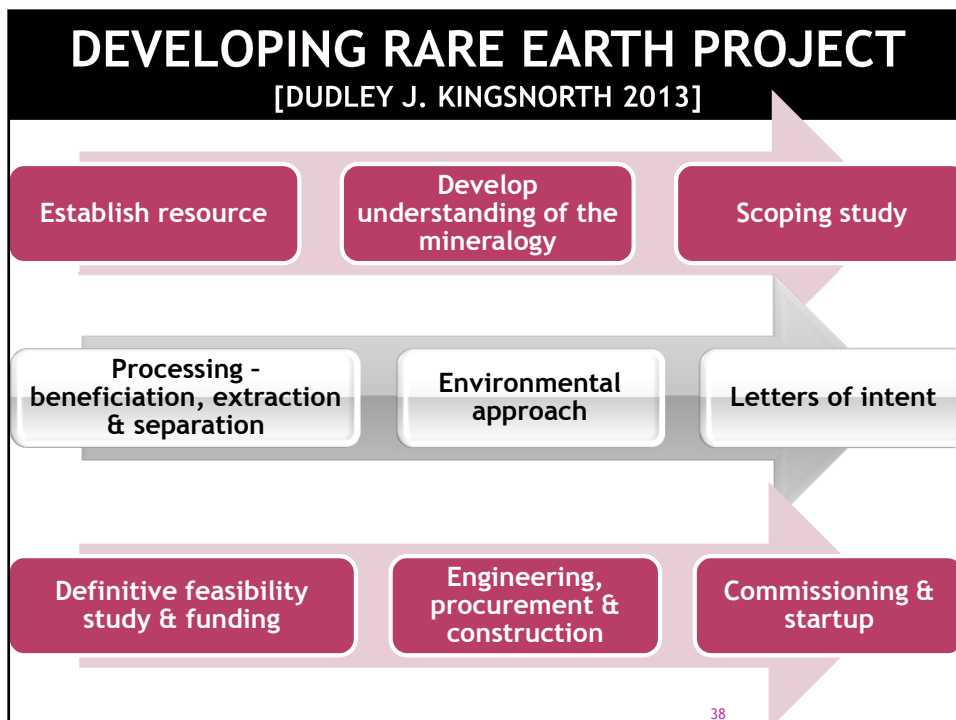 DEVELOPING RARE EARTH PROJECT
[DUDLEY J. KINGSNORTH 2013]
Establish resource
Develop
understanding of the
mineralogy
Scoping study
Processing –
beneficiation, extraction
& separation
Environmental
approach
Letters of intent
Definitive feasibility
study & funding
Engineering,
procurement &
construction
Commissioning &
startup
38